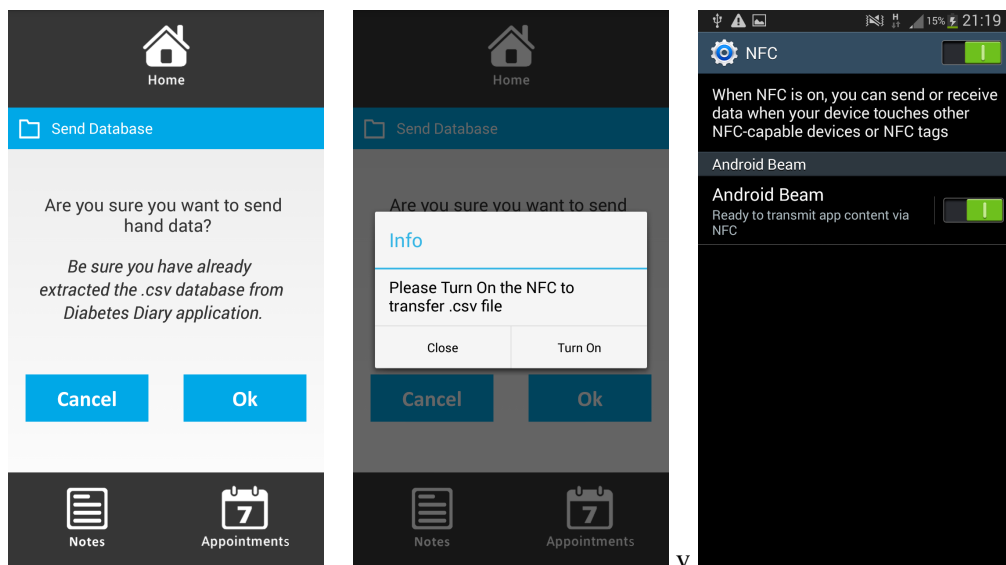 Home
Send Database
Are you sure you want to send
hand data?
Be sure you have already
extracted the .csv database from
Diabetes Diary application.
Cancel
Ok
Notes
Appointments
7
Home
Send Database
Are you sure you want to send
Info
Please Turn On the NFC to
transfer .csv file
Close
Turn On
Cancel
Ok
7
Notes
Appointments
v
H 15% 21:19
NFC
When NFC is on, you can send or receive
data when your device touches other
NFC-capable devices or NFC tags
Android Beam
Android Beam
Ready to transmit app content via
NFC